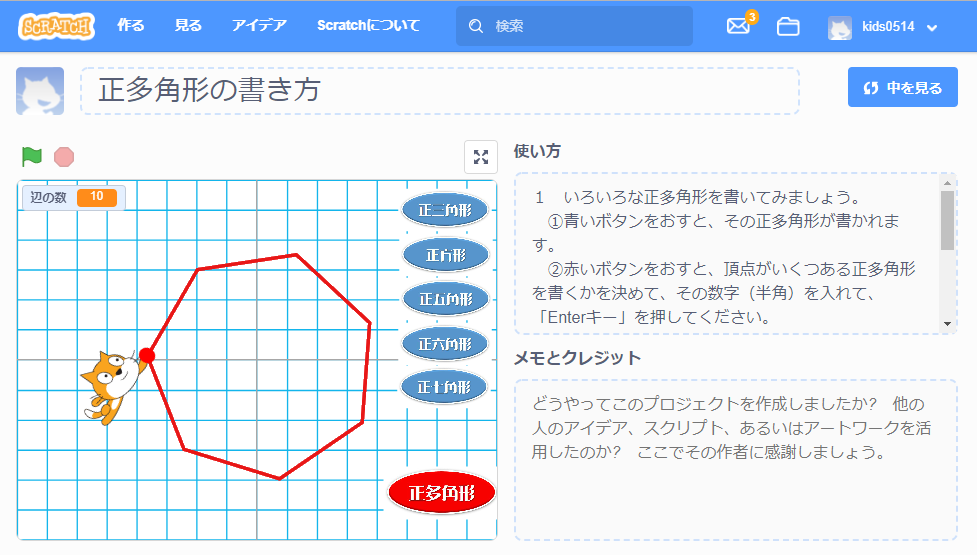 SCRATCH 作る 見る アイデア Scratchについて 検索 3 kids0514
正多角形の書き方
中を見る
使い方
辺の数 10
正三角形
正方形
正五角形
正六角形
正十角形
正多角形
1 いろいろな正多角形を書いてみましょう。
①青いボタンをおすと、その正多角形が書かれま
す。
②赤いボタンをおすと、頂点がいくつある正多角形
を書くかを決めて、その数字（半角）を入れて、
「Enterキー」を押してください。
メモとクレジット
どうやってこのプロジェクトを作成しましたか? 他の
人のアイデア、スクリプト、あるいはアートワークを活
用したのか? ここでその作者に感謝しましょう。